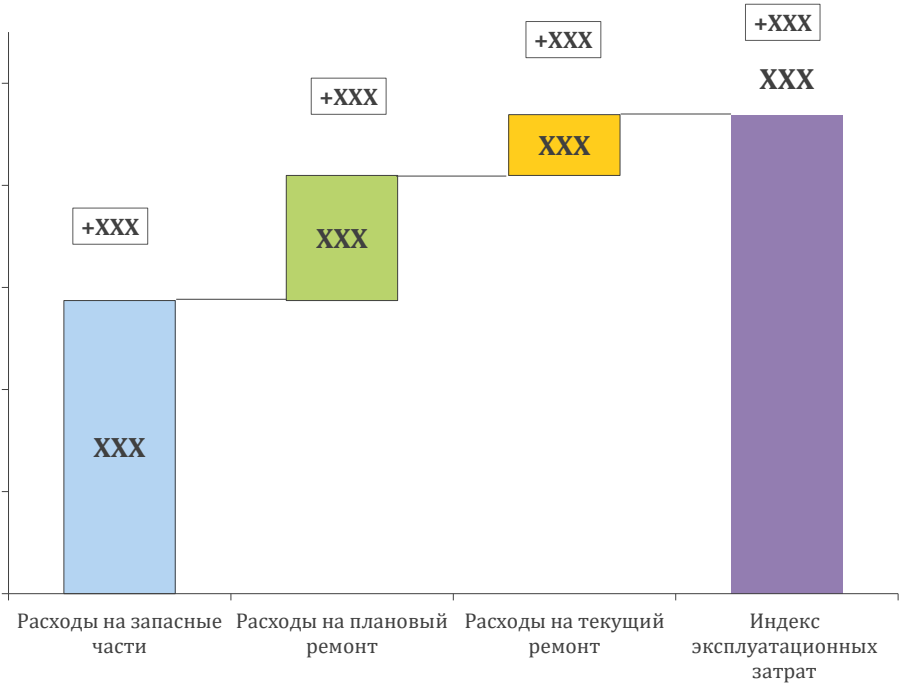 +XXX
XXX
+XXX
+XXX
XXX
+XXX
XXX
XXX
Расходы на запасные
части
Расходы на плановый
ремонт
Расходы на текущий
ремонт
Индекс
эксплуатационных
затрат